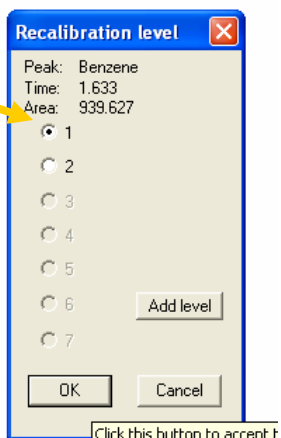 Recalibration level
Peak: Benzene
Time: 1.633
Area: 939.627
1
2
3
4
5
6
Add level
7
OK Cancel
Click this button to accept t